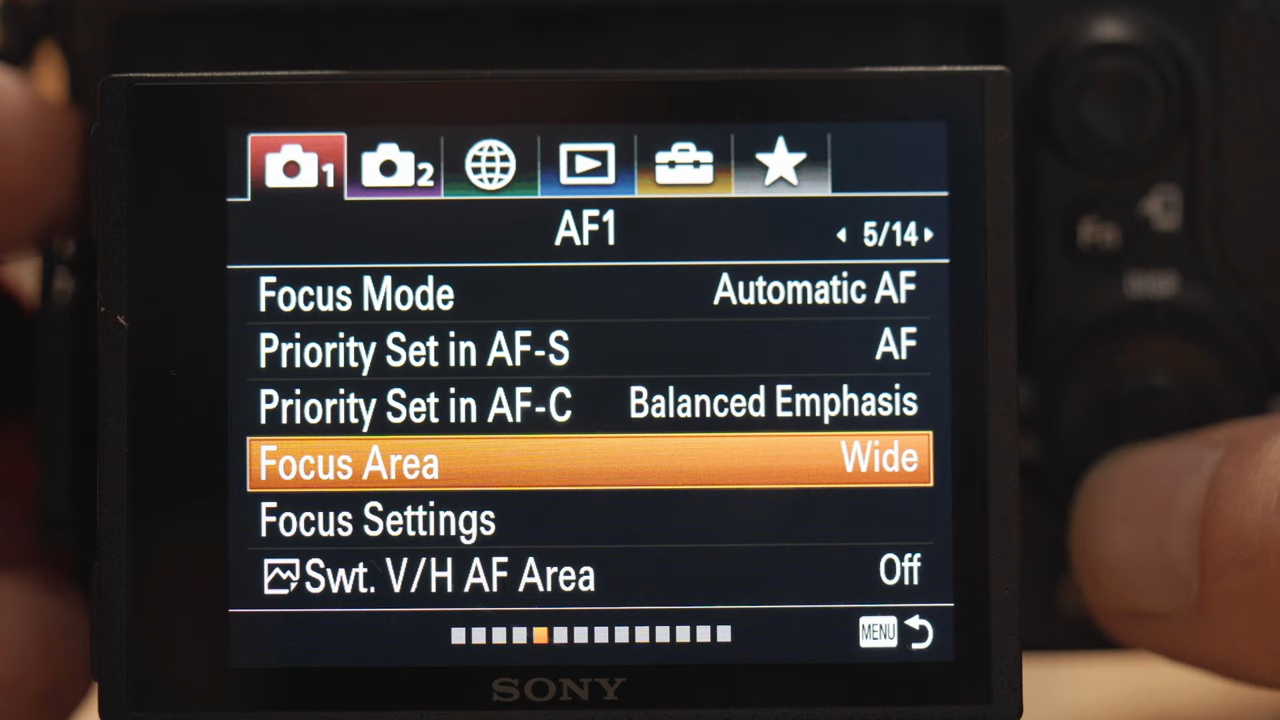 1 2
AF1 5/14
Focus Mode Automatic AF
Priority Set in AF-S AF
Priority Set in AF-C Balanced Emphasis
Focus Area Wide
Focus Settings
Swt. V/H AF Area Off
MENU
SONY
Fn